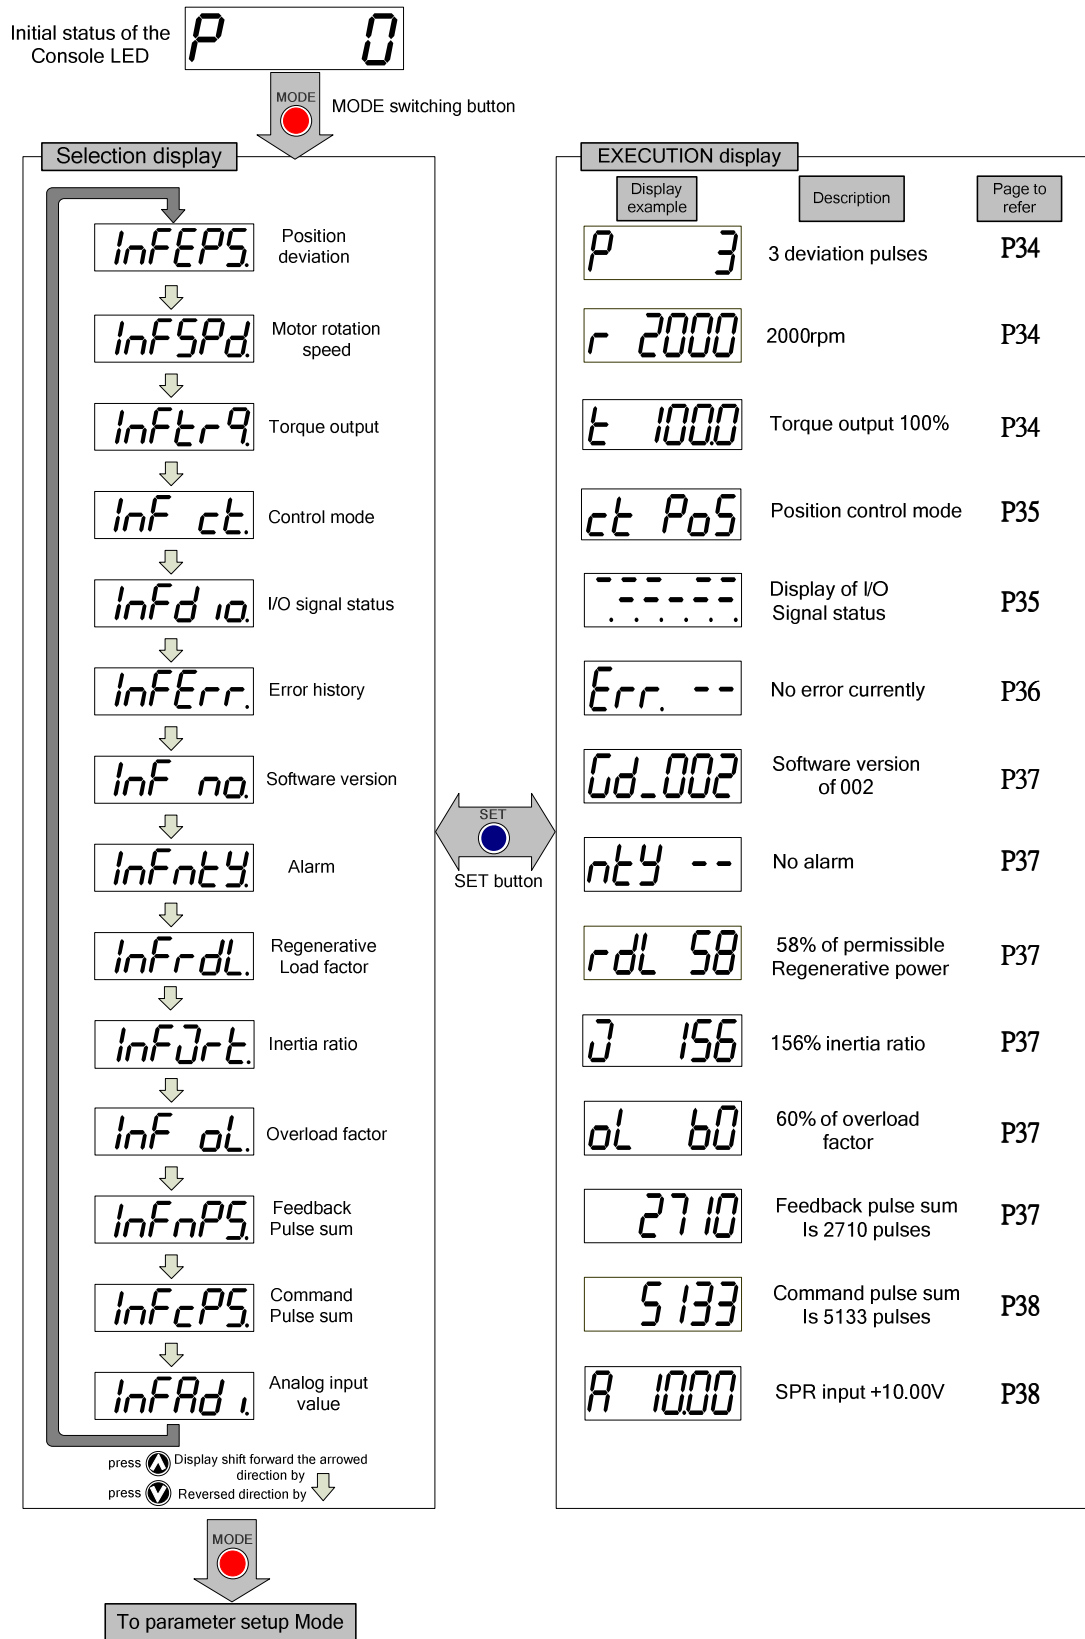 Initial status of the
Console LED
P 0
MODE
MODE switching button
Selection display
InFEPS.
Position
deviation
InFSPd.
Motor rotation
speed
InFtrq.
Torque output
InF ct.
Control mode
InFd io.
I/O signal status
InFErr.
Error history
InF no.
Software version
InFntY.
Alarm
InFrdL.
Regenerative
Load factor
InFJrt.
Inertia ratio
InF oL.
Overload factor
InFnPS.
Feedback
Pulse sum
InFcPS.
Command
Pulse sum
InFAd i.
Analog input
value
press Display shift forward the arrowed
direction by
press Reversed direction by
MODE
To parameter setup Mode
SET
SET button
EXECUTION display
Display
example
Description
Page to
refer
P 3
3 deviation pulses
P34
r 2000
2000rpm
P34
t 100.0
Torque output 100%
P34
ct PoS
Position control mode
P35
Display of I/O
Signal status
P35
Err. --
No error currently
P36
Gd_002
Software version
of 002
P37
ntY --
No alarm
P37
rdL 58
58% of permissible
Regenerative power
P37
J 156
156% inertia ratio
P37
oL 60
60% of overload
factor
P37
2710
Feedback pulse sum
Is 2710 pulses
P37
5133
Command pulse sum
Is 5133 pulses
P38
A 10.00
SPR input +10.00V
P38